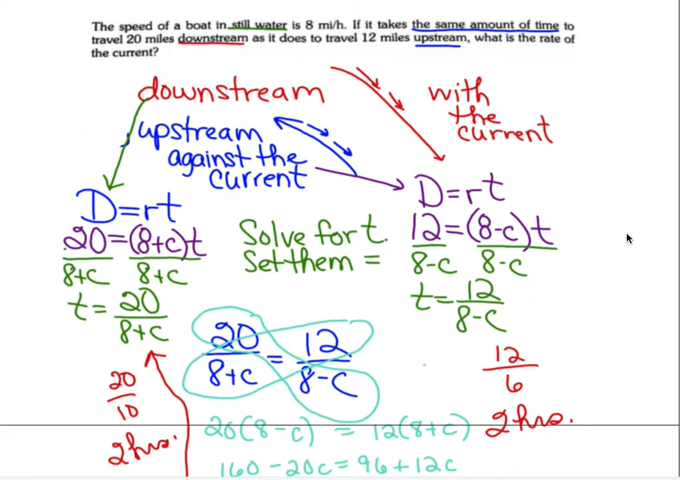 The speed of a boat in still water is 8 mi/h. If it takes the same amount of time to
travel 20 miles downstream as it does to travel 12 miles upstream, what is the rate of
the current?
downstream
with
the
current
upstream
against the
current
D=rt
20=(8+c)t
8+c 8+c
t=20/8+c
Solve for t.
Set them =
D=rt
12=(8-c)t
8-c 8-c
t=12/8-c
20/8+c = 12/8-c
20/10
2hrs.
12/6
2hrs.
20(8-c) = 12(8+c)
160-20c=96+12c